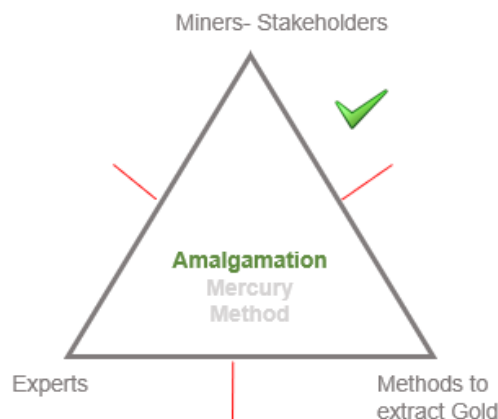 Miners- Stakeholders
Amalgamation
Mercury
Method
Experts
Methods to
extract Gold